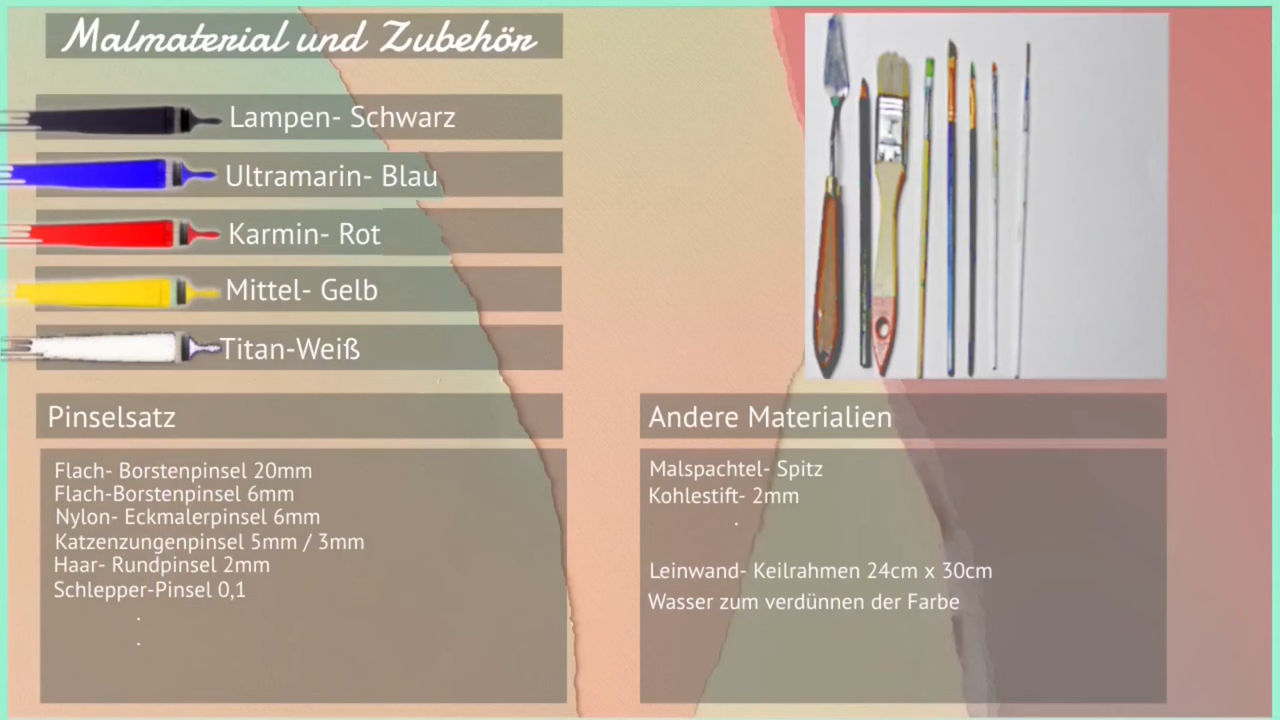 Malmaterial und Zubehör
Lampen- Schwarz
Ultramarin- Blau
Karmin- Rot
Mittel- Gelb
Titan-Weiß
Pinselsatz
Flach- Borstenpinsel 20mm
Flach-Borstenpinsel 6mm
Nylon- Eckmalerpinsel 6mm
Katzenzungenpinsel 5mm / 3mm
Haar- Rundpinsel 2mm
Schlepper-Pinsel 0,1
.
.
Andere Materialien
Malspachtel- Spitz
Kohlestift- 2mm
.
Leinwand- Keilrahmen 24cm x 30cm
Wasser zum verdünnen der Farbe